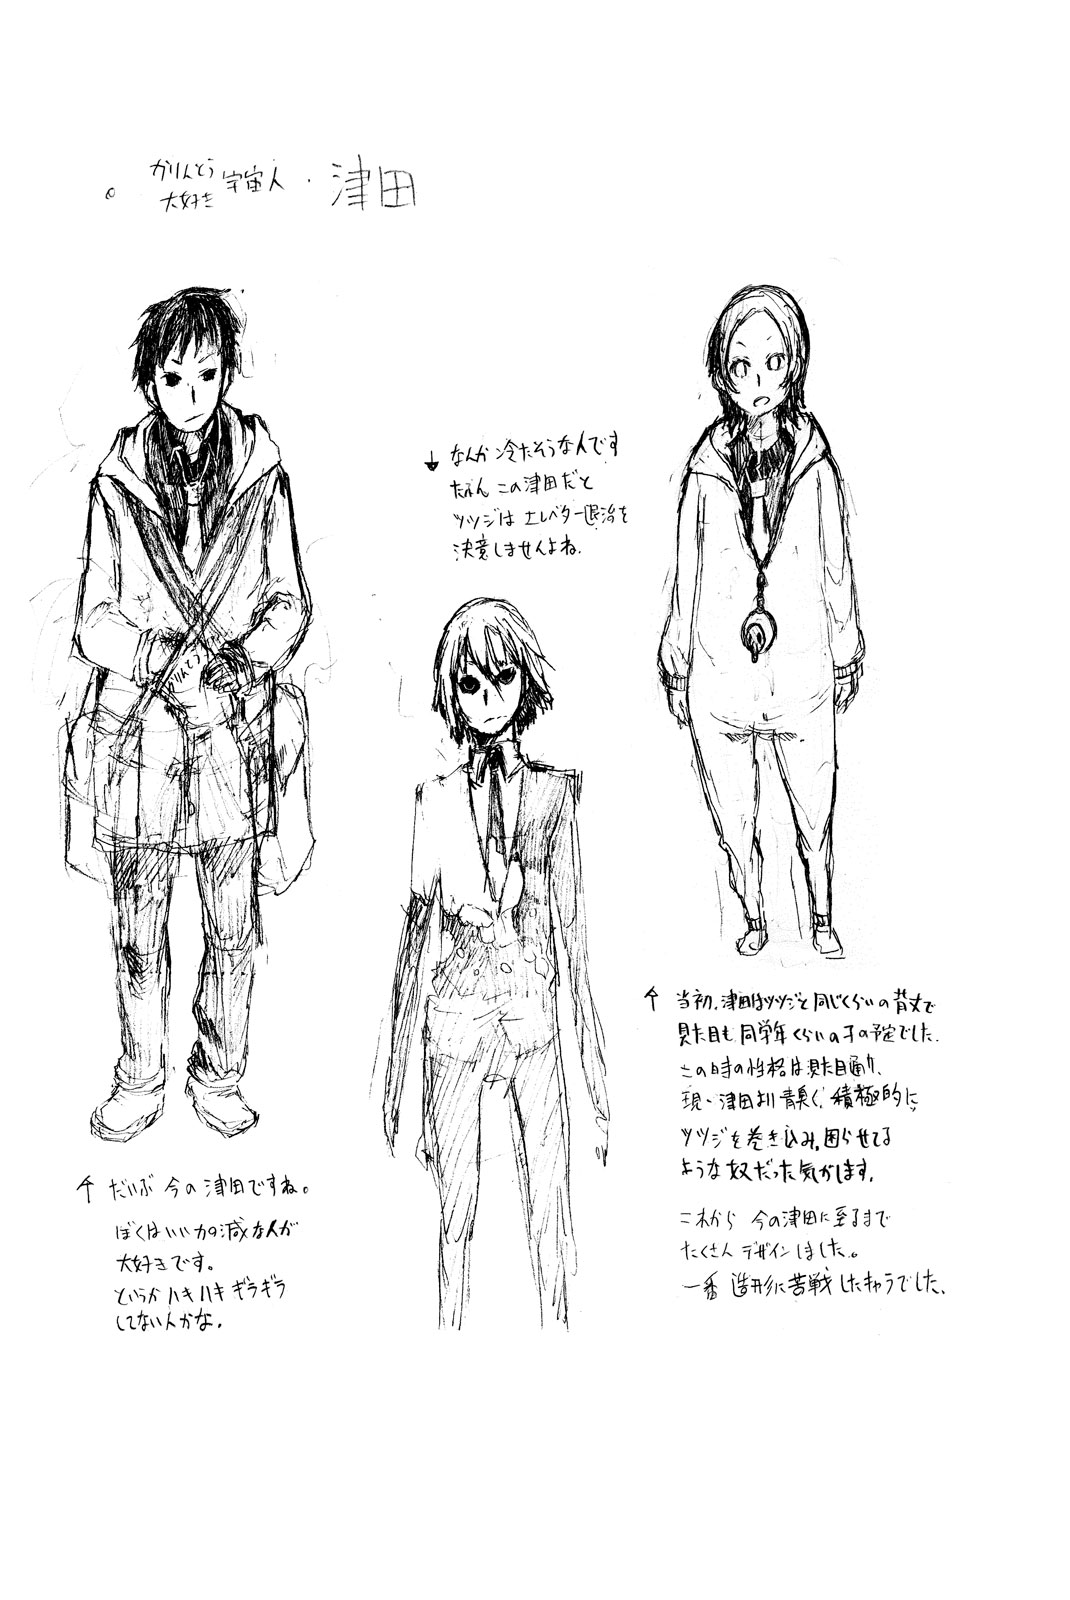 かりんとう
大好き
宇宙人・津田
なんか冷たそうな人です
たぶんこの津田だと
ツツジはエレベター退治を
決意しませんよね。
かりんとう
当初、津田はツツジと同じくらいの背丈で
見た目も同学年くらいの子の予定でした。
この時の性格は見た目通り、
現・津田より青臭く、積極的に
ツツジを巻き込み、困らせてる
ような奴だった気がします。
これから 今の津田に至るまで
たくさんデザインしました。
一番 造形に苦戦したキャラでした。
だいぶ 今の津田ですね。
ぼくはいい加減な人が
大好きです。
というかハキハキギラギラ
してない人かな。